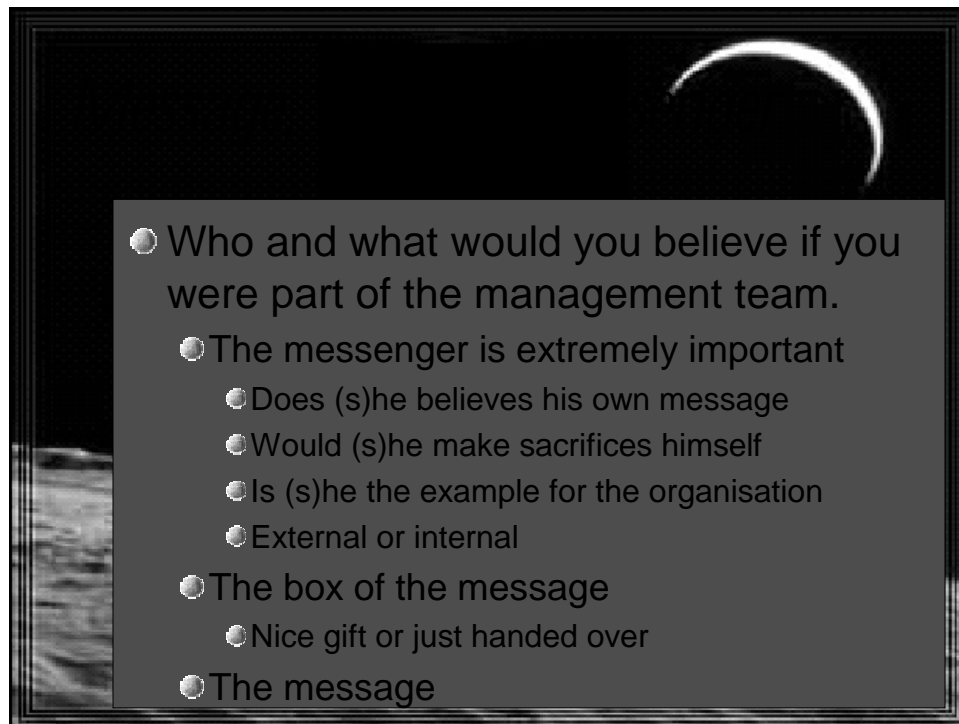 Who and what would you believe if you
were part of the management team.
The messenger is extremely important
Does (s)he believes his own message
Would (s)he make sacrifices himself
Is (s)he the example for the organisation
External or internal
The box of the message
Nice gift or just handed over
The message